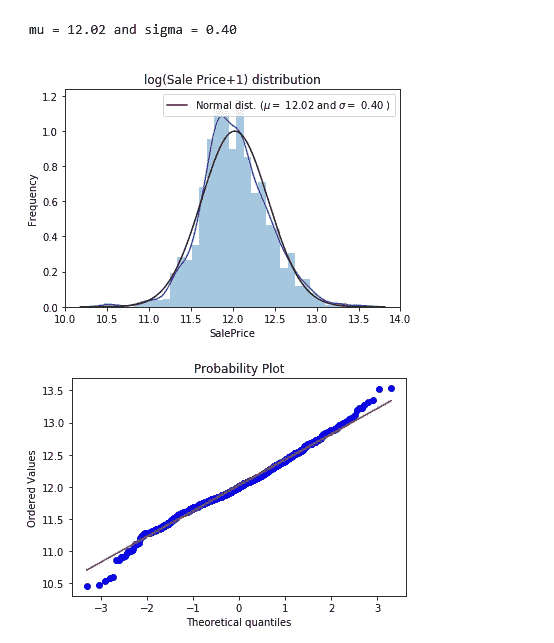 mu = 12.02 and sigma = 0.40
log(Sale Price+1) distribution
Normal dist. (μ= 12.02 and σ= 0.40 )
1.2
1.0
0.8
0.6
0.4
0.2
0.0
Frequency
10.0 10.5 11.0 11.5 12.0 12.5 13.0 13.5 14.0
SalePrice
Probability Plot
13.5
13.0
12.5
12.0
11.5
11.0
10.5
Ordered Values
−3 −2 −1 0 1 2 3
Theoretical quantiles